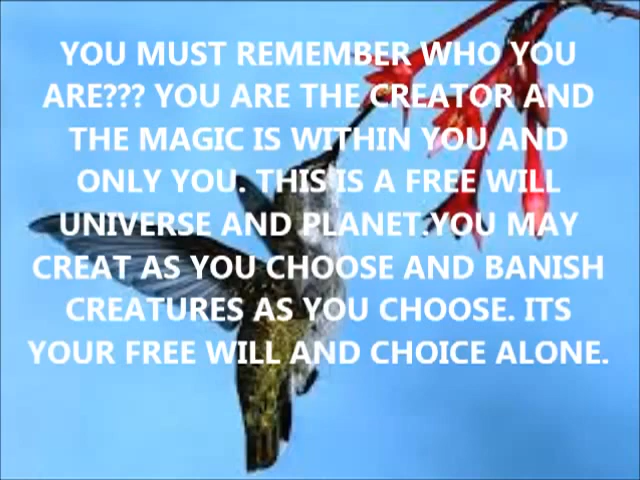 YOU MUST REMEMBER WHO YOU
ARE??? YOU ARE THE CREATOR AND
THE MAGIC IS WITHIN YOU AND
ONLY YOU. THIS IS A FREE WILL
UNIVERSE AND PLANET.YOU MAY
CREAT AS YOU CHOOSE AND BANISH
CREATURES AS YOU CHOOSE. ITS
YOUR FREE WILL AND CHOICE ALONE.